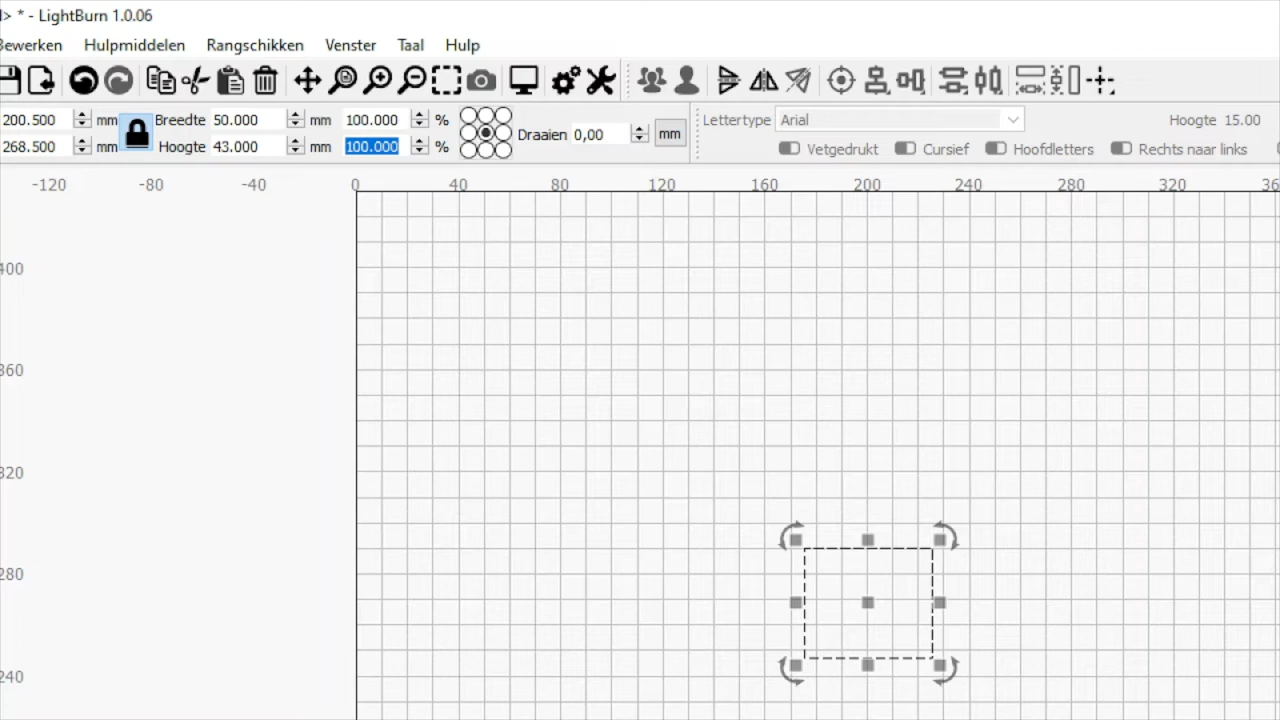 > * - LightBurn 1.0.06
Bewerken Hulpmiddelen Rangschikken Venster Taal Hulp
200.500 mm Breedte 50.000 mm 100.000 %
268.500 mm Hoogte 43.000 mm 100.000 %
Draaien 0,00 mm
Lettertype Arial Hoogte 15.00
Vetgedrukt Cursief Hoofdletters Rechts naar links
-120 -80 -40 0 40 80 120 160 200 240 280 320 36
400
360
320
280
240